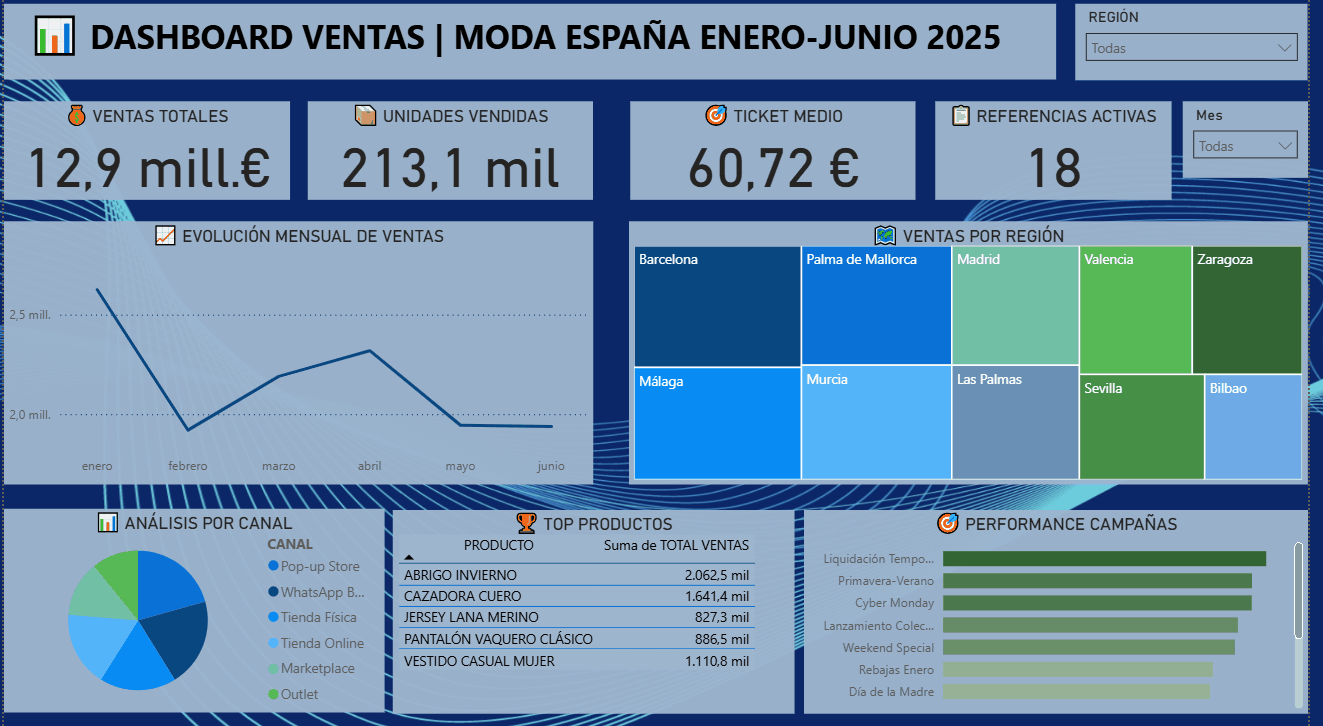 DASHBOARD VENTAS | MODA ESPAÑA ENERO-JUNIO 2025
REGIÓN
Todas
VENTAS TOTALES
12,9 mill.€
UNIDADES VENDIDAS
213,1 mil
TICKET MEDIO
60,72 €
REFERENCIAS ACTIVAS
18
Mes
Todas
EVOLUCIÓN MENSUAL DE VENTAS
2,5 mill.
2,0 mill.
enero febrero marzo abril mayo junio
VENTAS POR REGIÓN
Barcelona
Palma de Mallorca
Madrid
Valencia
Zaragoza
Málaga
Murcia
Las Palmas
Sevilla
Bilbao
ANÁLISIS POR CANAL
CANAL
Pop-up Store
WhatsApp B...
Tienda Física
Tienda Online
Marketplace
Outlet
TOP PRODUCTOS
PRODUCTO Suma de TOTAL VENTAS
ABRIGO INVIERNO 2.062,5 mil
CAZADORA CUERO 1.641,4 mil
JERSEY LANA MERINO 827,3 mil
PANTALÓN VAQUERO CLÁSICO 886,5 mil
VESTIDO CASUAL MUJER 1.110,8 mil
PERFORMANCE CAMPAÑAS
Liquidación Tempo...
Primavera-Verano
Cyber Monday
Lanzamiento Colec...
Weekend Special
Rebajas Enero
Día de la Madre